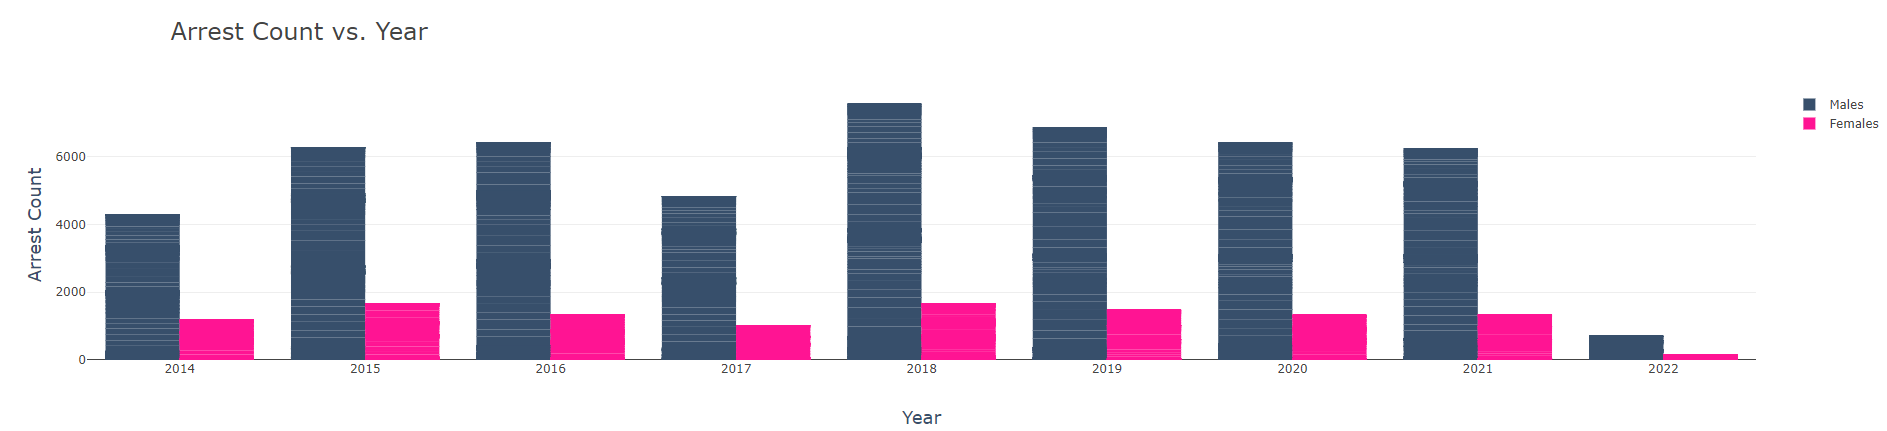 Arrest Count vs. Year
Males
Females
Arrest Count
6000
4000
2000
0
2014 2015 2016 2017 2018 2019 2020 2021 2022
Year